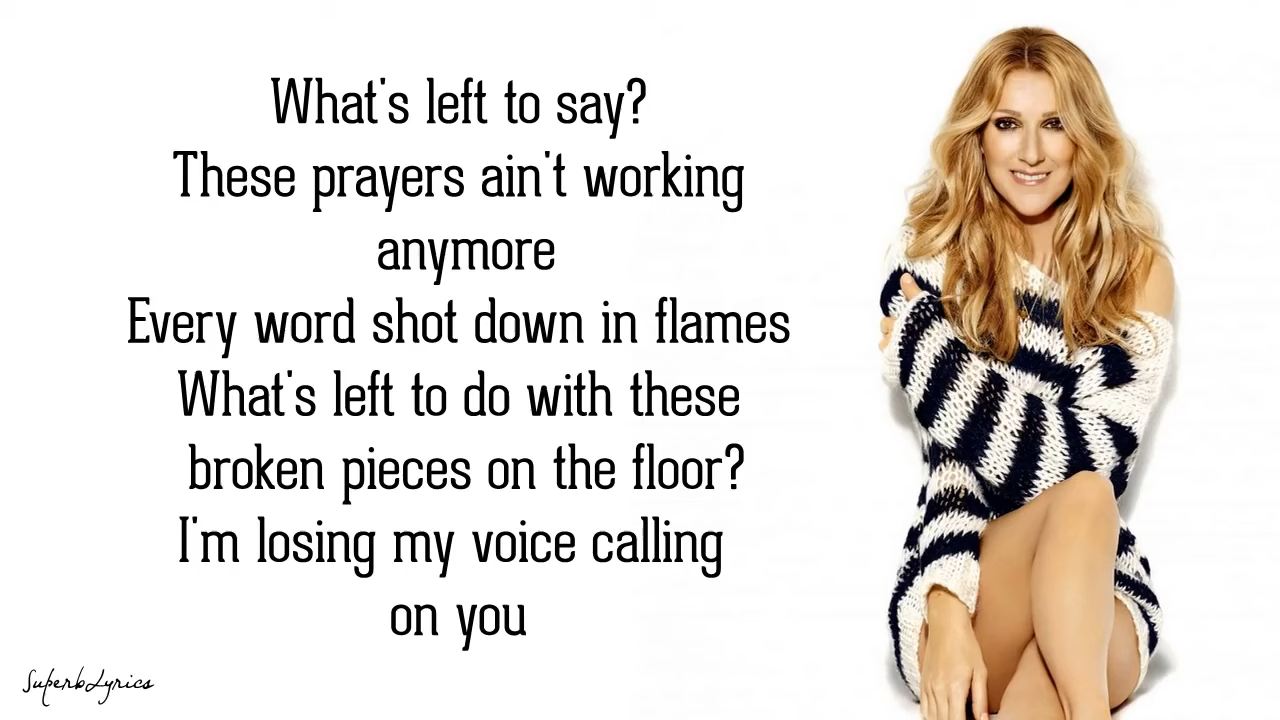 What's left to say?
These prayers ain't working
anymore
Every word shot down in flames
What's left to do with these
broken pieces on the floor?
I'm losing my voice calling
on you
SuperbLyrics